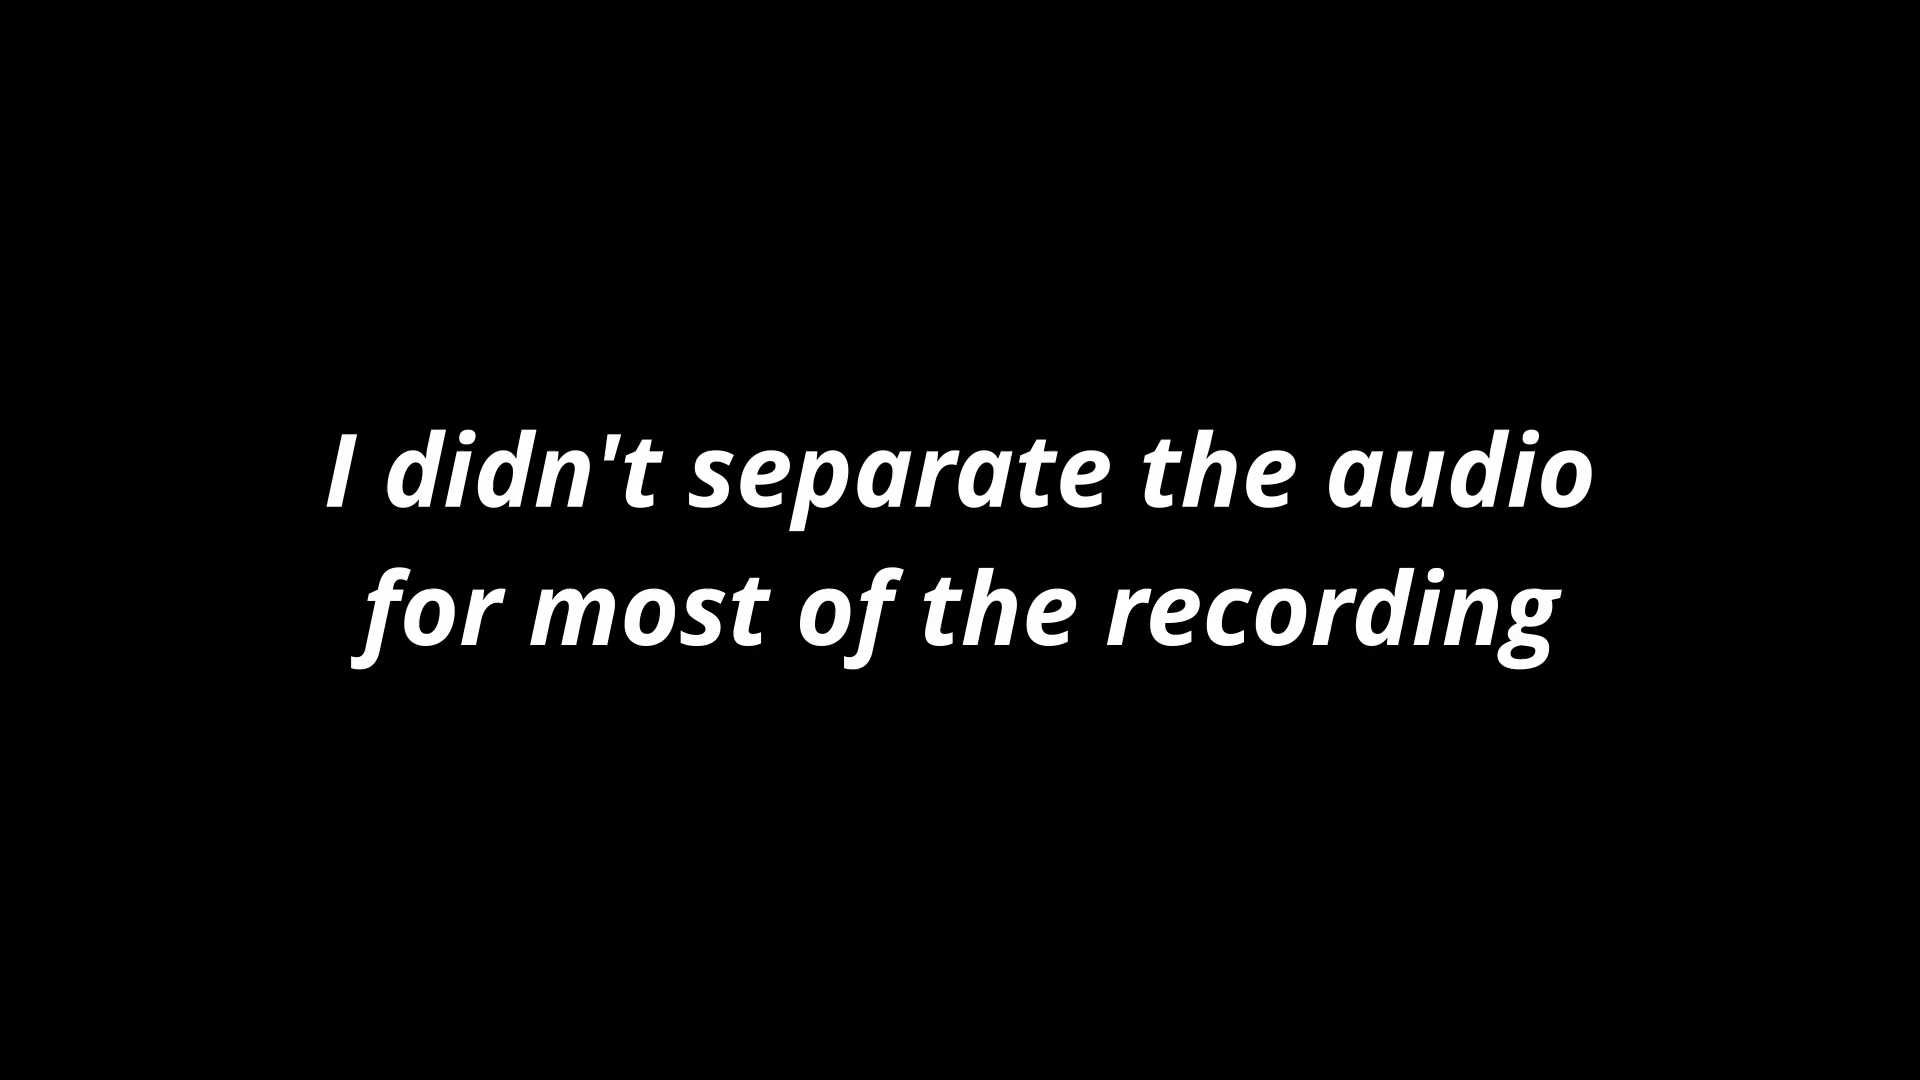 I didn't separate the audio
for most of the recording